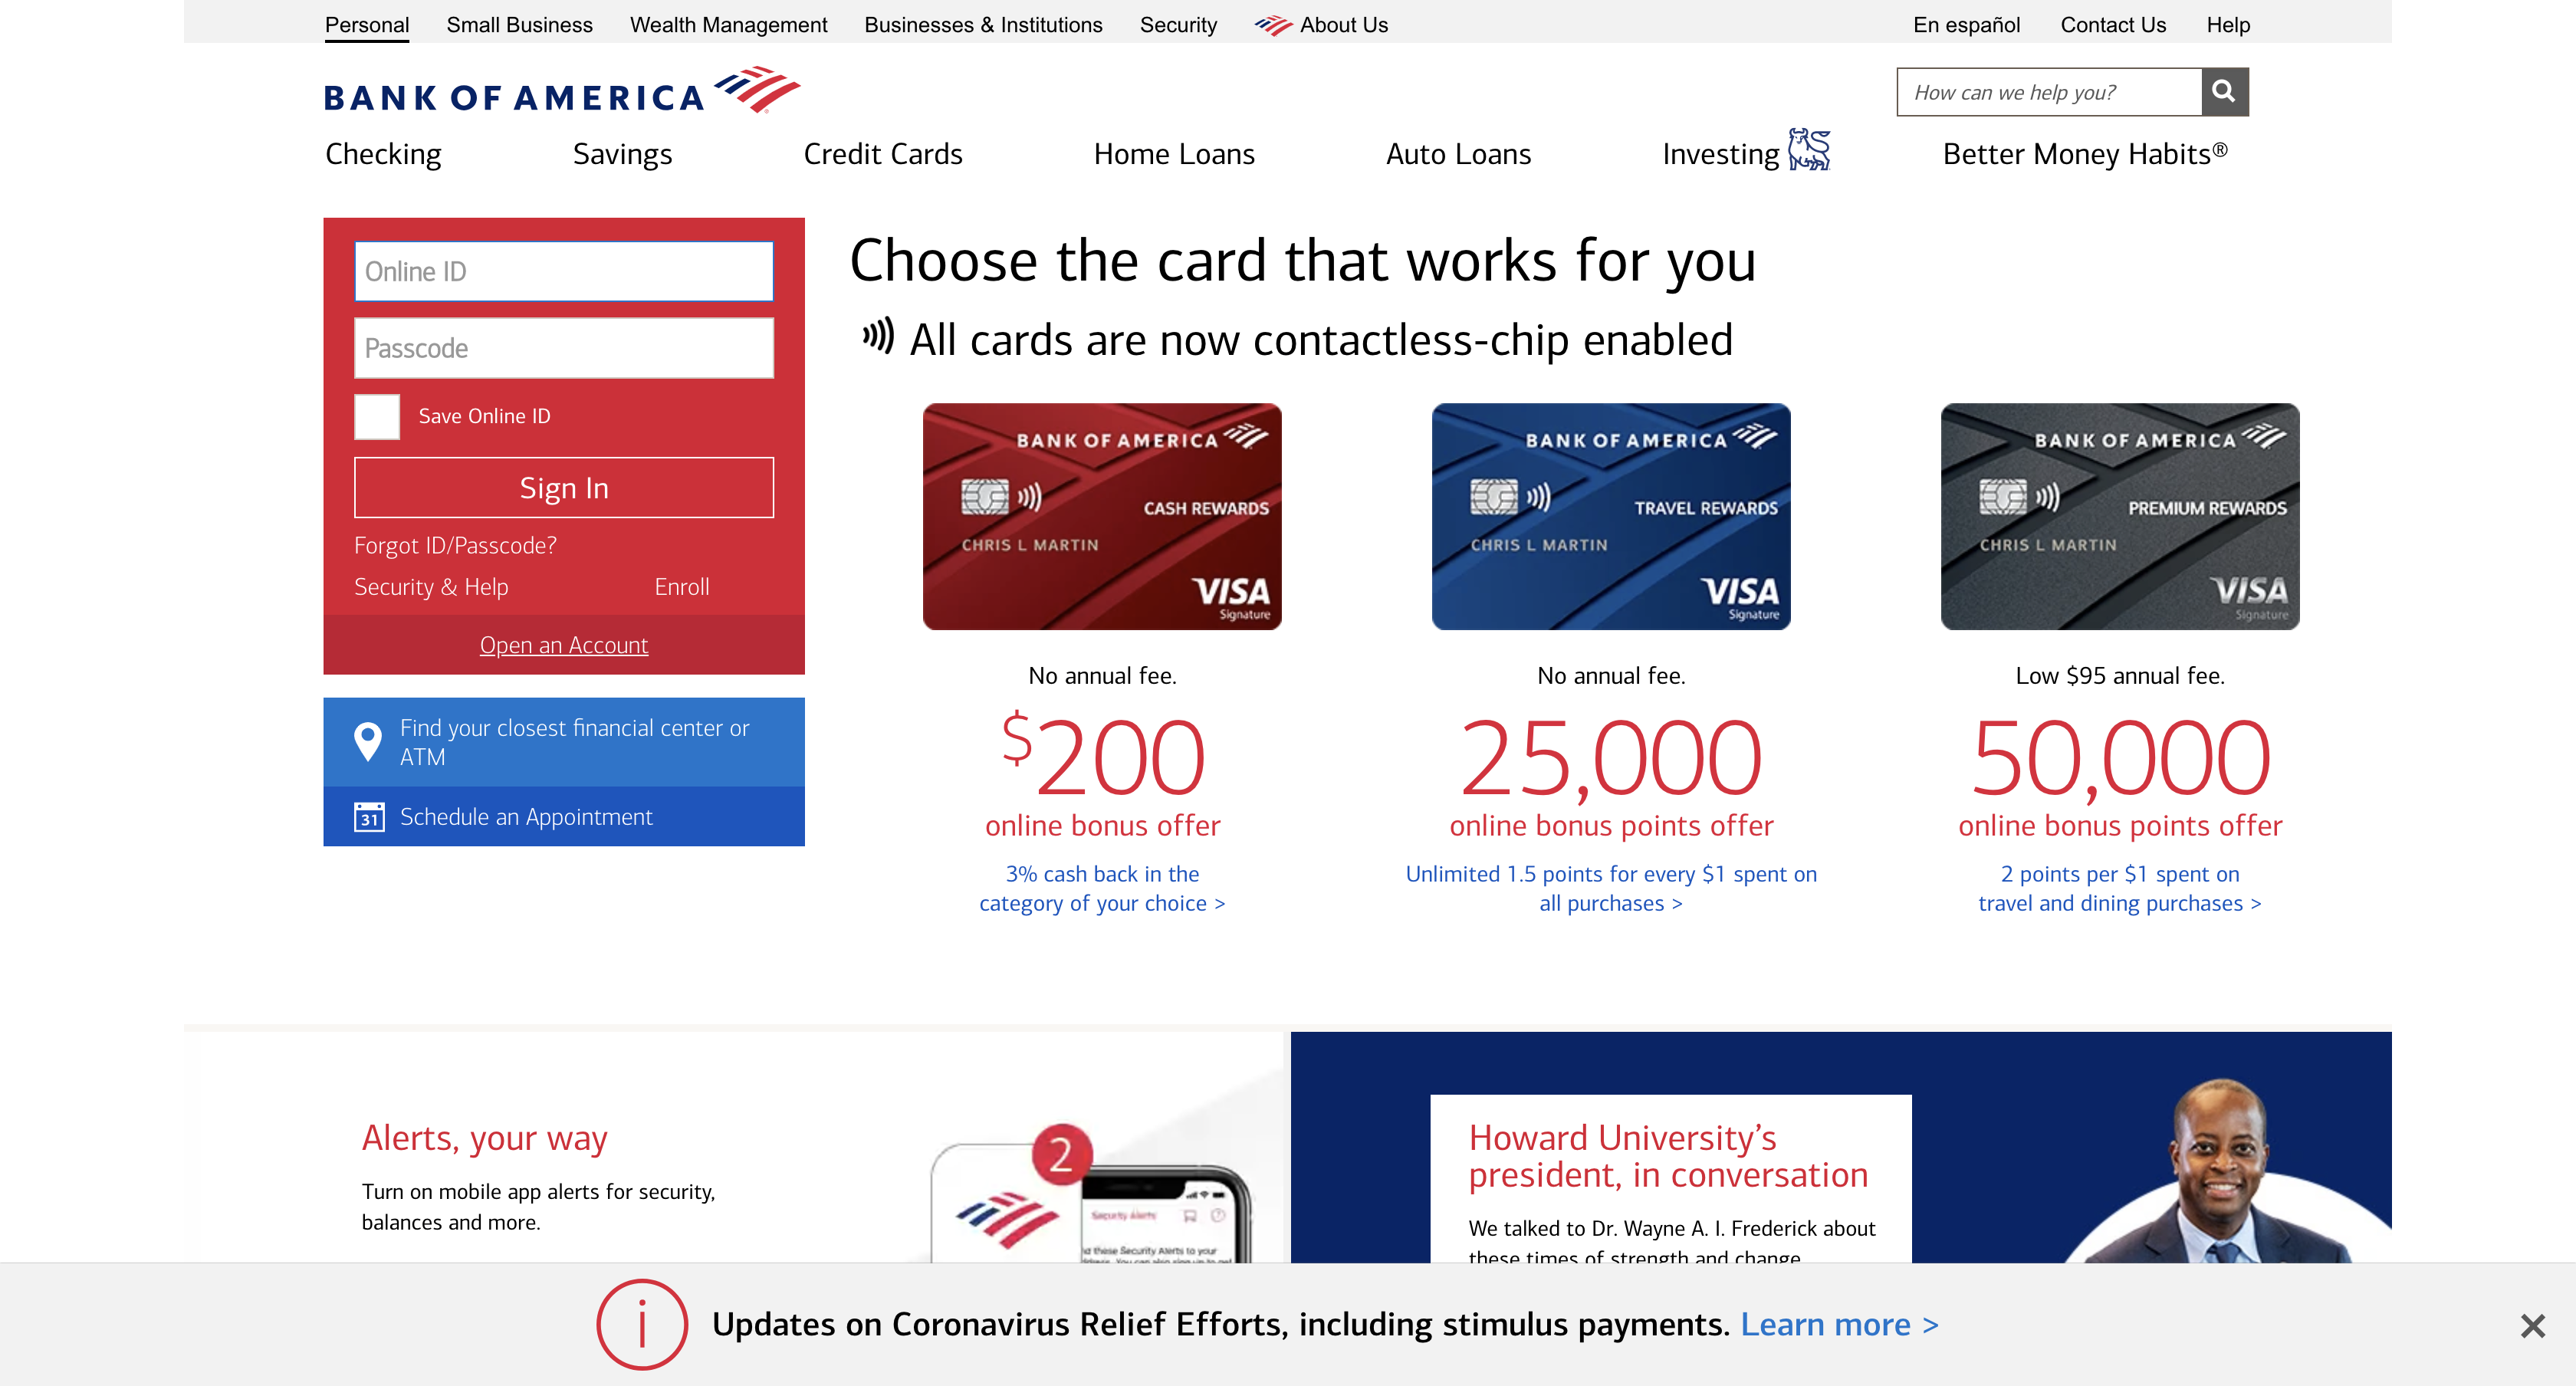 Personal
Small Business
Wealth Management
Businesses & Institutions
Security
About Us
En español
Contact Us
Help
BANK OF AMERICA
How can we help you?
Checking
Savings
Credit Cards
Home Loans
Auto Loans
Investing
Better Money Habits®
Online ID
Passcode
Save Online ID
Sign In
Forgot ID/Passcode?
Security & Help
Enroll
Open an Account
Find your closest financial center or
ATM
31
Schedule an Appointment
Choose the card that works for you
All cards are now contactless-chip enabled
BANK OF AMERICA
CASH REWARDS
CHRIS L MARTIN
VISA
Signature
No annual fee.
$200
online bonus offer
3% cash back in the
category of your choice >
BANK OF AMERICA
TRAVEL REWARDS
CHRIS L MARTIN
VISA
Signature
No annual fee.
25,000
online bonus points offer
Unlimited 1.5 points for every $1 spent on
all purchases >
BANK OF AMERICA
PREMIUM REWARDS
CHRIS L MARTIN
VISA
Signature
Low $95 annual fee.
50,000
online bonus points offer
2 points per $1 spent on
travel and dining purchases >
Alerts, your way
Turn on mobile app alerts for security,
balances and more.
2
Security Alerts
these Security Alerts to your
Howard University's
president, in conversation
We talked to Dr. Wayne A. I. Frederick about
these times of strength and change
Updates on Coronavirus Relief Efforts, including stimulus payments. Learn more >